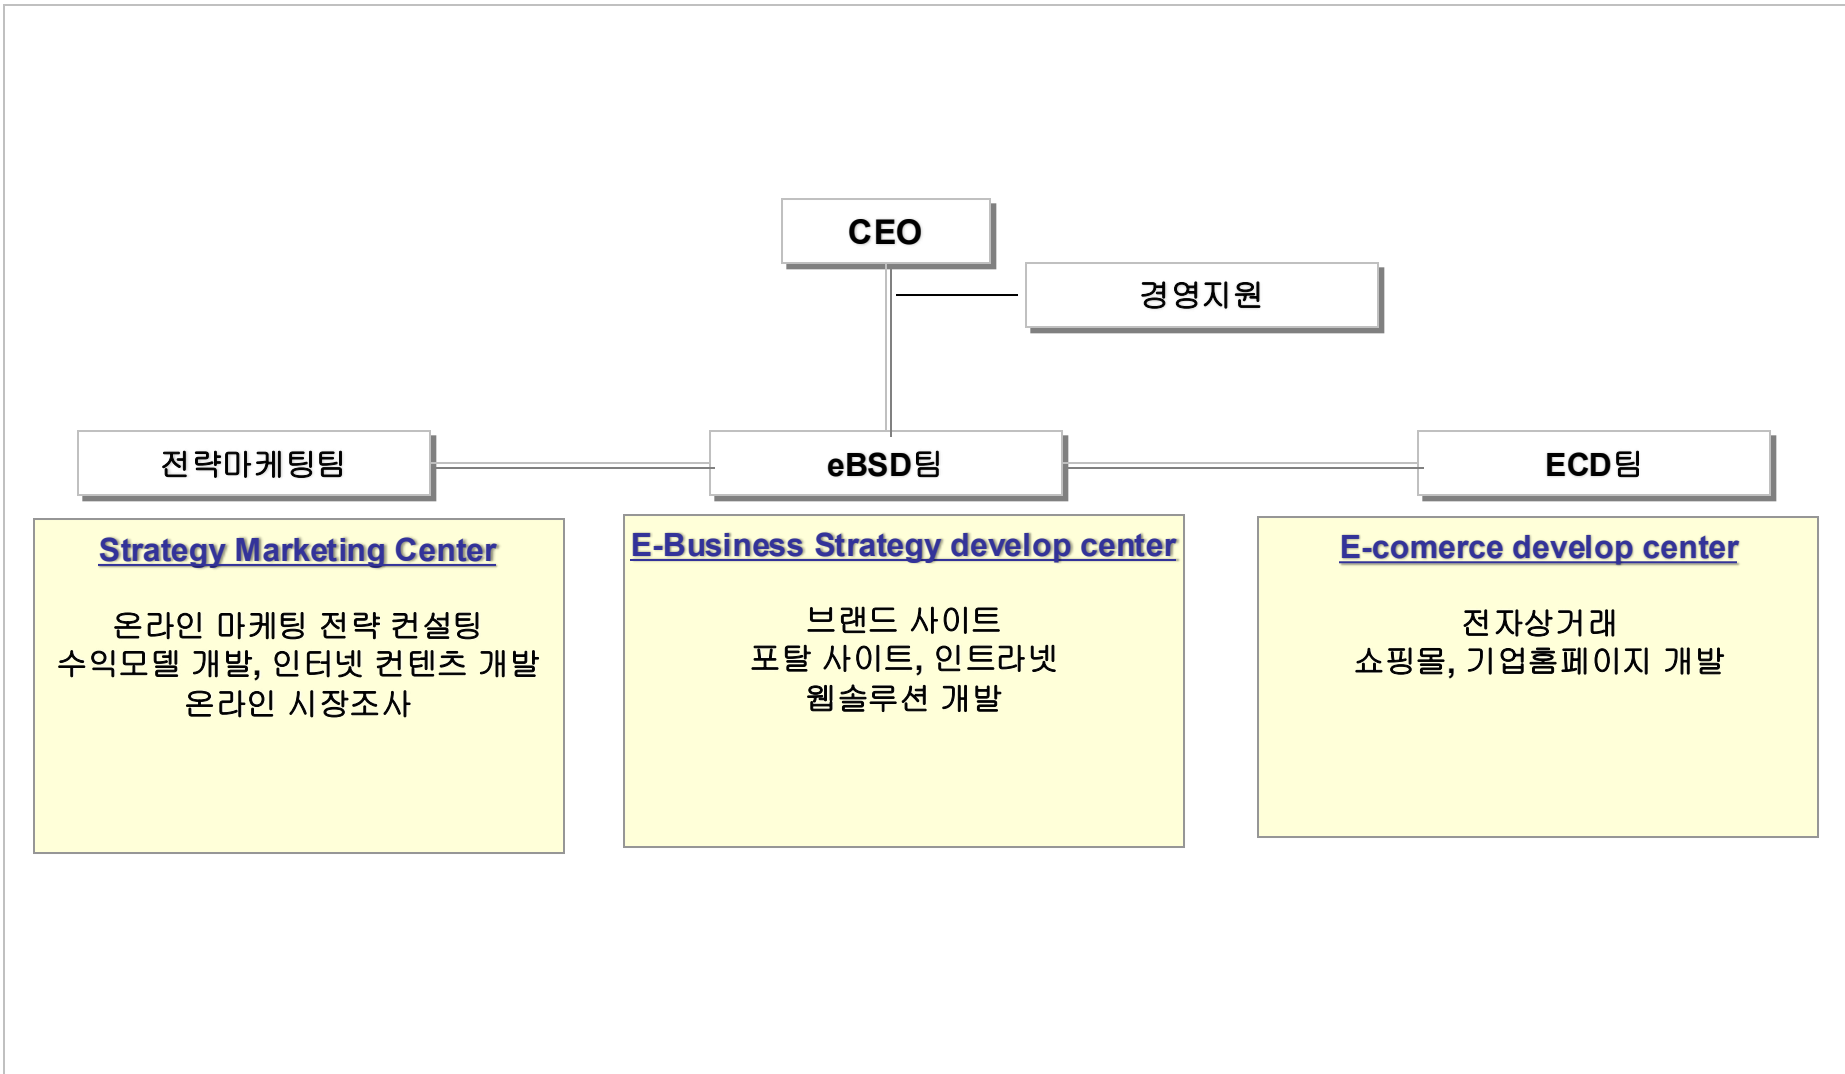 CEO
경영지원
전략마케팅팀
eBSD팀
ECD팀
Strategy Marketing Center
온라인 마케팅 전략 컨설팅
수익모델 개발, 인터넷 컨텐츠 개발
온라인 시장조사
E-Business Strategy develop center
브랜드 사이트
포탈 사이트, 인트라넷
웹솔루션 개발
E-comerce develop center
전자상거래
쇼핑몰, 기업홈페이지 개발